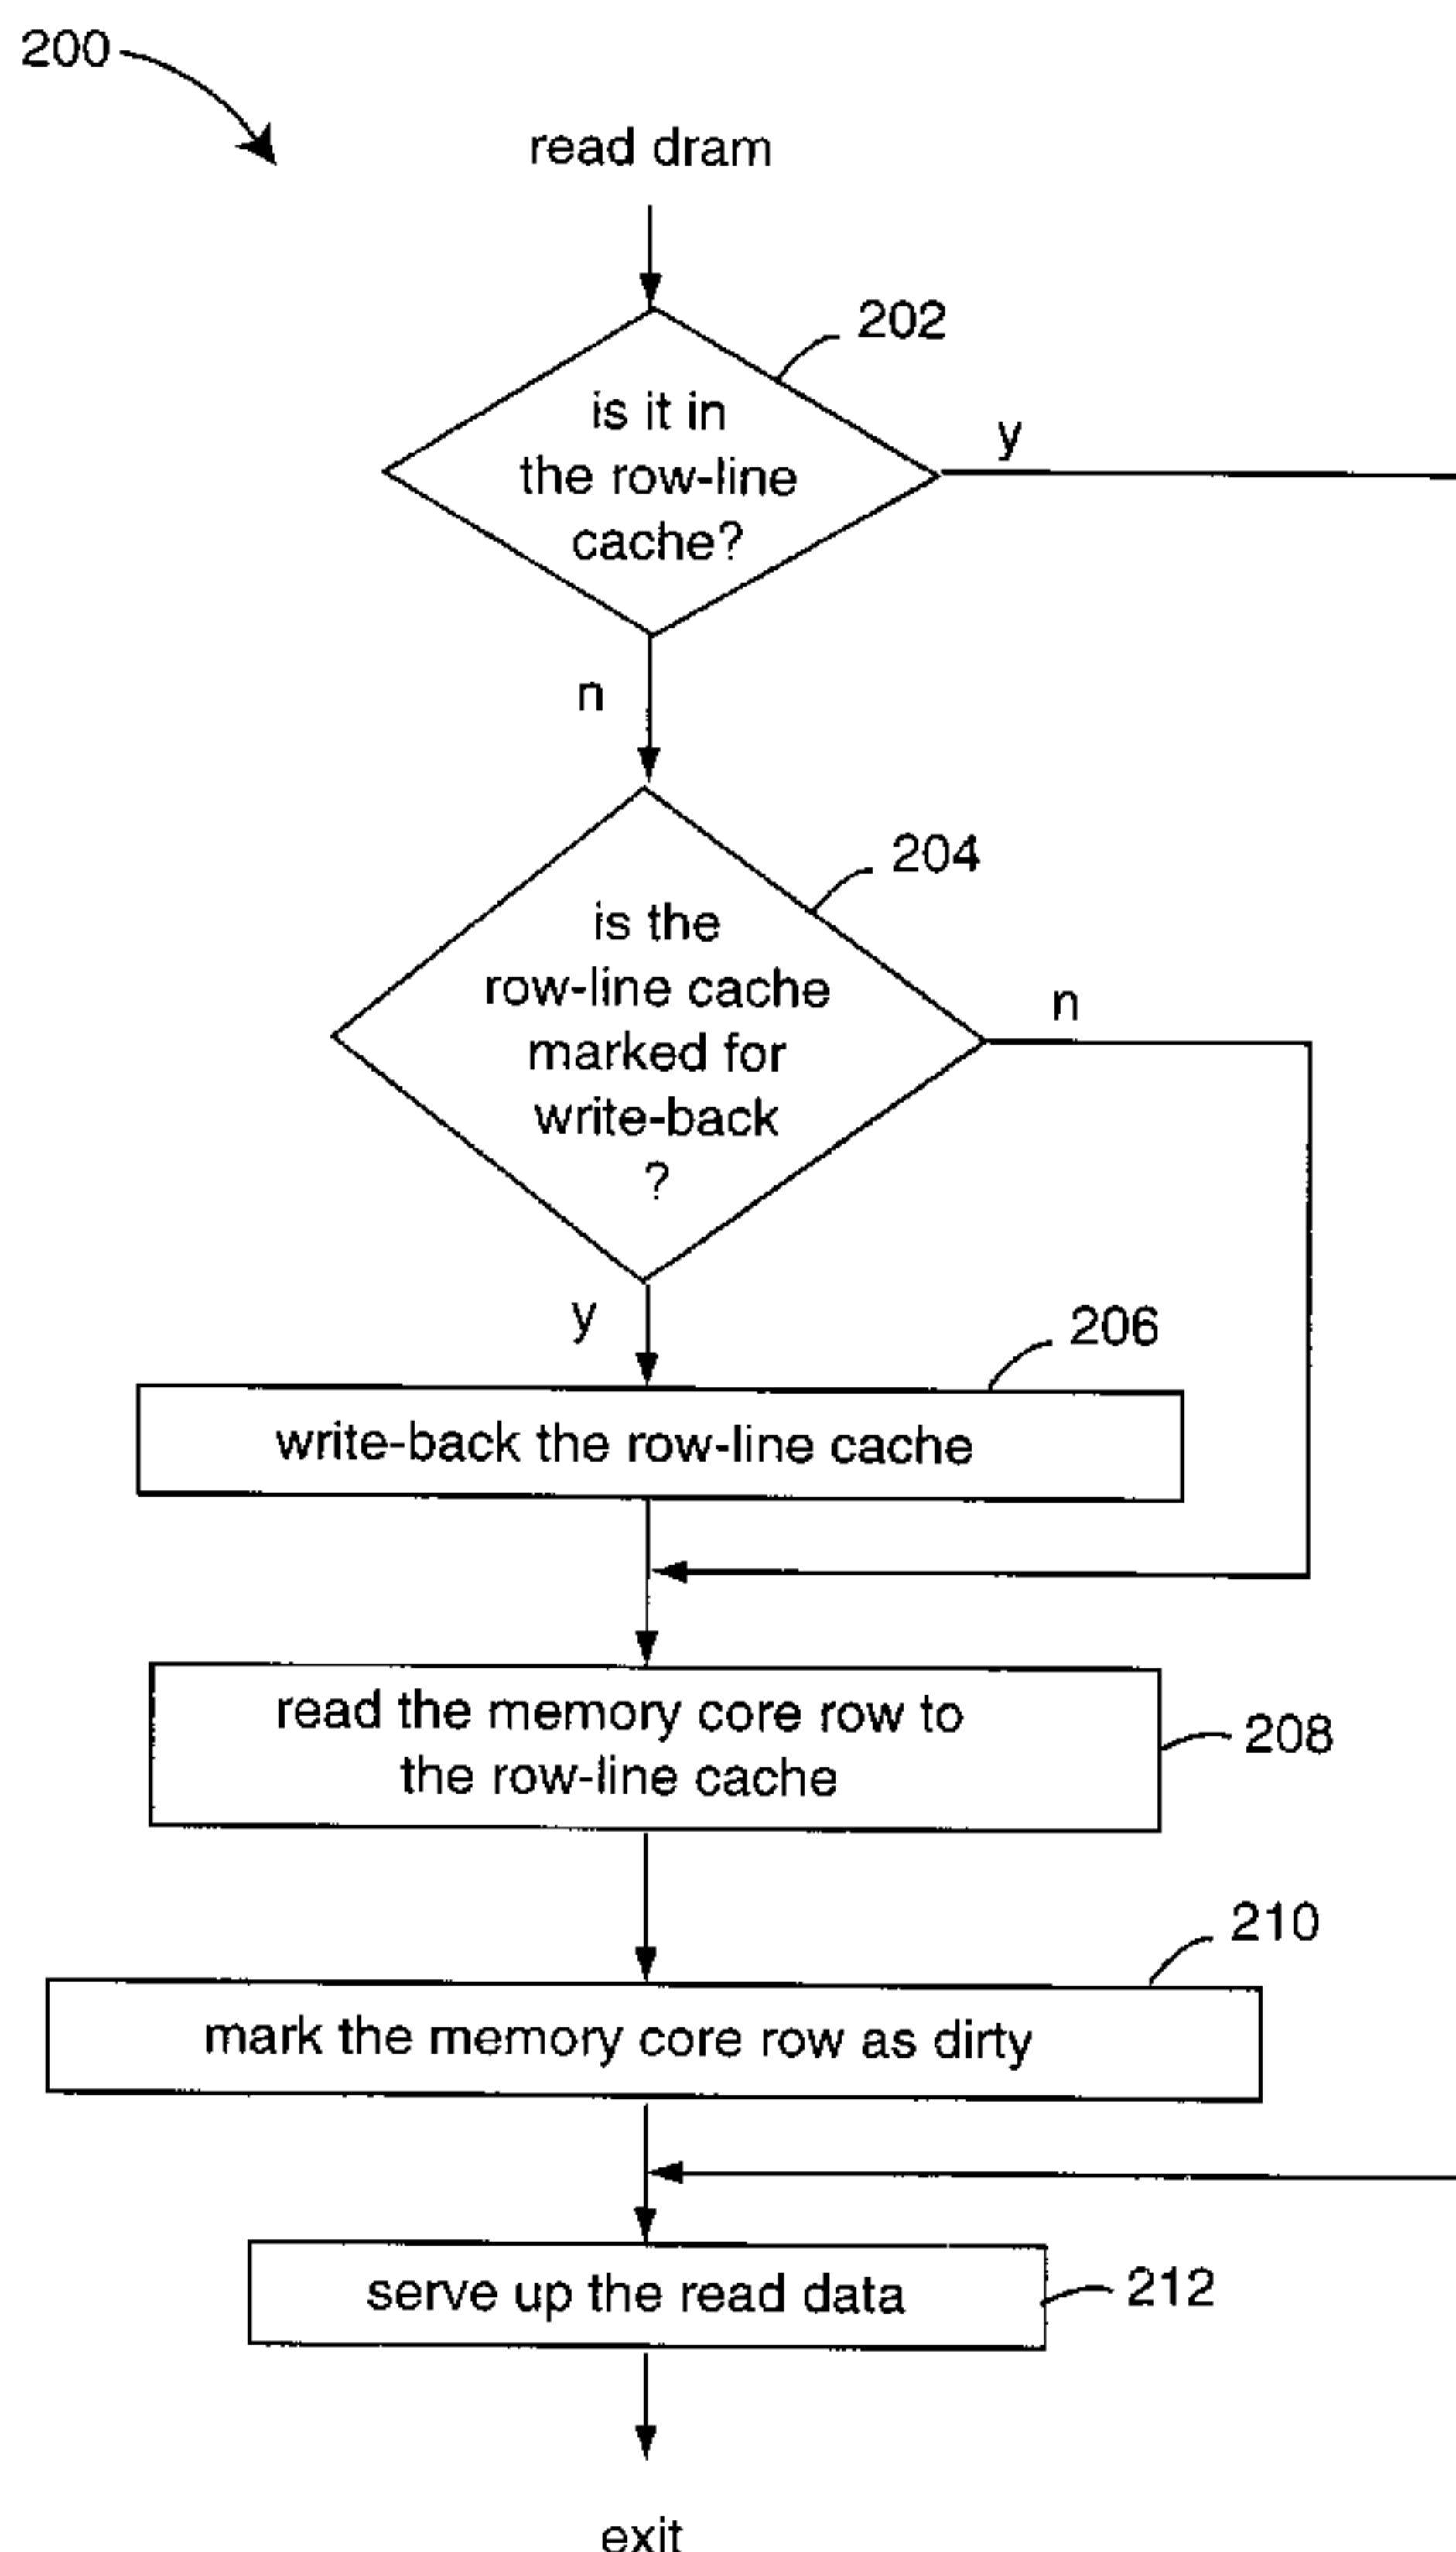 200
read dram
202
is it in
the row-line
cache?
y
n
204
is the
row-line cache
marked for
write-back
?
n
y
206
write-back the row-line cache
read the memory core row to
the row-line cache
208
210
mark the memory core row as dirty
serve up the read data
212
exit